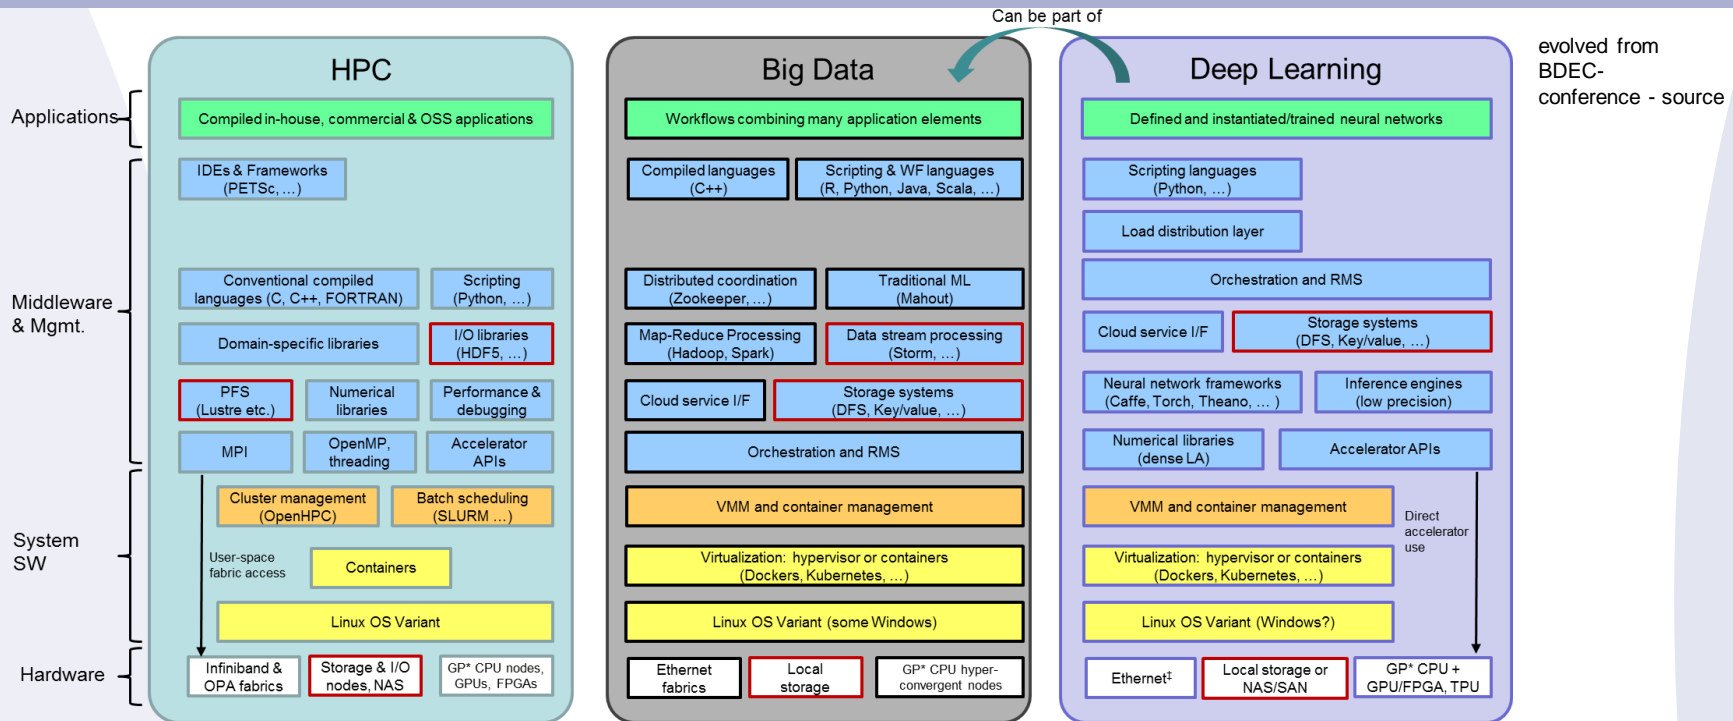 Can be part of
evolved from
BDEC-
conference - source
HPC
Big Data
Deep Learning
Applications
Compiled in-house, commercial & OSS applications
Workflows combining many application elements
Defined and instantiated/trained neural networks
Middleware
& Mgmt.
IDEs & Frameworks
(PETSc, …)
Conventional compiled
languages (C, C++, FORTRAN)
Scripting
(Python, …)
Domain-specific libraries
I/O libraries
(HDF5, …)
PFS
(Lustre etc.)
Numerical
libraries
Performance &
debugging
MPI
OpenMP,
threading
Accelerator
APIs
Compiled languages
(C++)
Scripting & WF languages
(R, Python, Java, Scala, …)
Distributed coordination
(Zookeeper, …)
Traditional ML
(Mahout)
Map-Reduce Processing
(Hadoop, Spark)
Data stream processing
(Storm, …)
Cloud service I/F
Storage systems
(DFS, Key/value, …)
Orchestration and RMS
Scripting languages
(Python, …)
Load distribution layer
Orchestration and RMS
Cloud service I/F
Storage systems
(DFS, Key/value, …)
Neural network frameworks
(Caffe, Torch, Theano, … )
Inference engines
(low precision)
Numerical libraries
(dense LA)
Accelerator APIs
System
SW
Cluster management
(OpenHPC)
Batch scheduling
(SLURM …)
User-space
fabric access
Containers
Linux OS Variant
VMM and container management
Virtualization: hypervisor or containers
(Dockers, Kubernetes, …)
Linux OS Variant (some Windows)
VMM and container management
Direct
accelerator
use
Virtualization: hypervisor or containers
(Dockers, Kubernetes, …)
Linux OS Variant (Windows?)
Hardware
Infiniband &
OPA fabrics
Storage & I/O
nodes, NAS
GP* CPU nodes,
GPUs, FPGAs
Ethernet
fabrics
Local
storage
GP* CPU hyper-
convergent nodes
Ethernet‡
Local storage or
NAS/SAN
GP* CPU +
GPU/FPGA, TPU